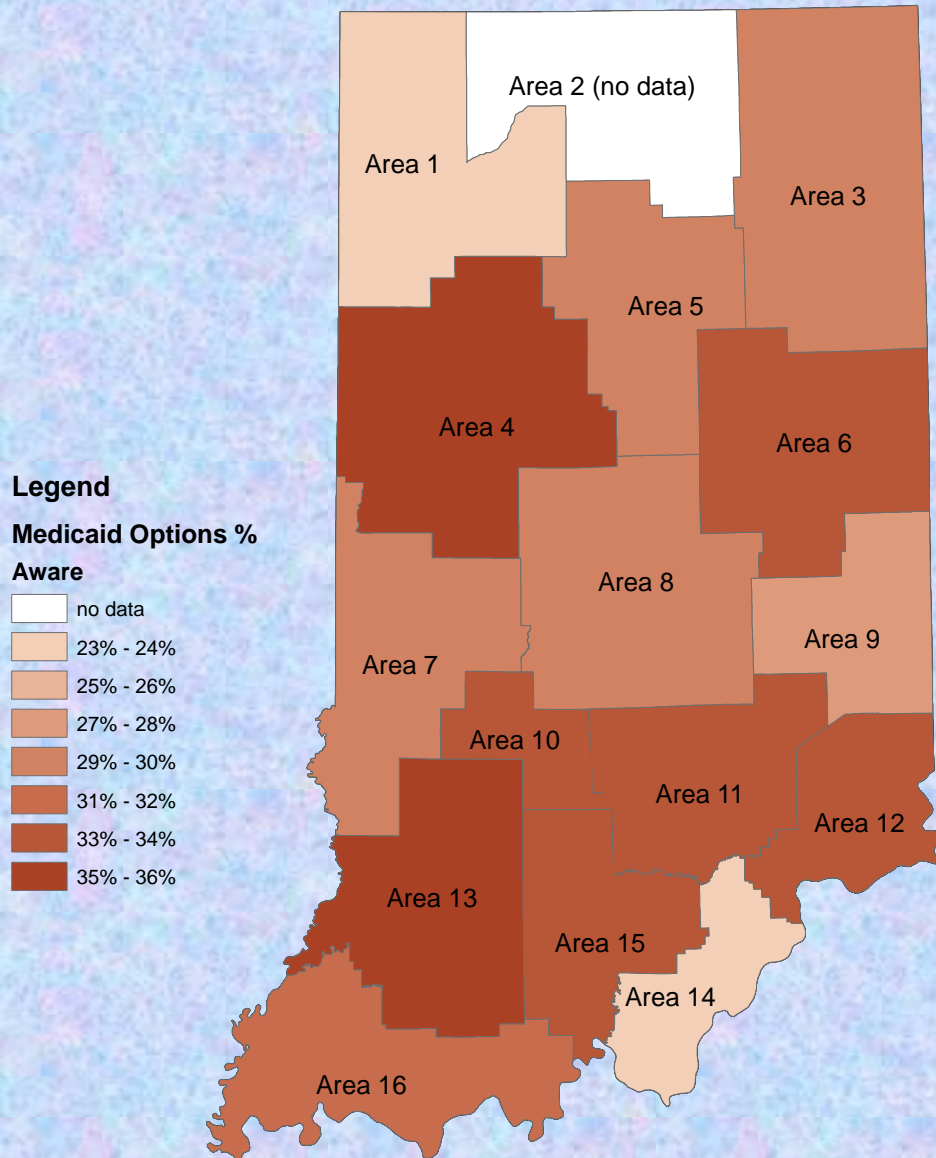 Area 2 (no data)
Area 1
Area 3
Area 5
Area 4
Area 6
Area 8
Area 9
Area 7
Area 10
Area 11
Area 12
Area 13
Area 15
Area 14
Area 16
Legend
Medicaid Options %
Aware
no data
23% - 24%
25% - 26%
27% - 28%
29% - 30%
31% - 32%
33% - 34%
35% - 36%